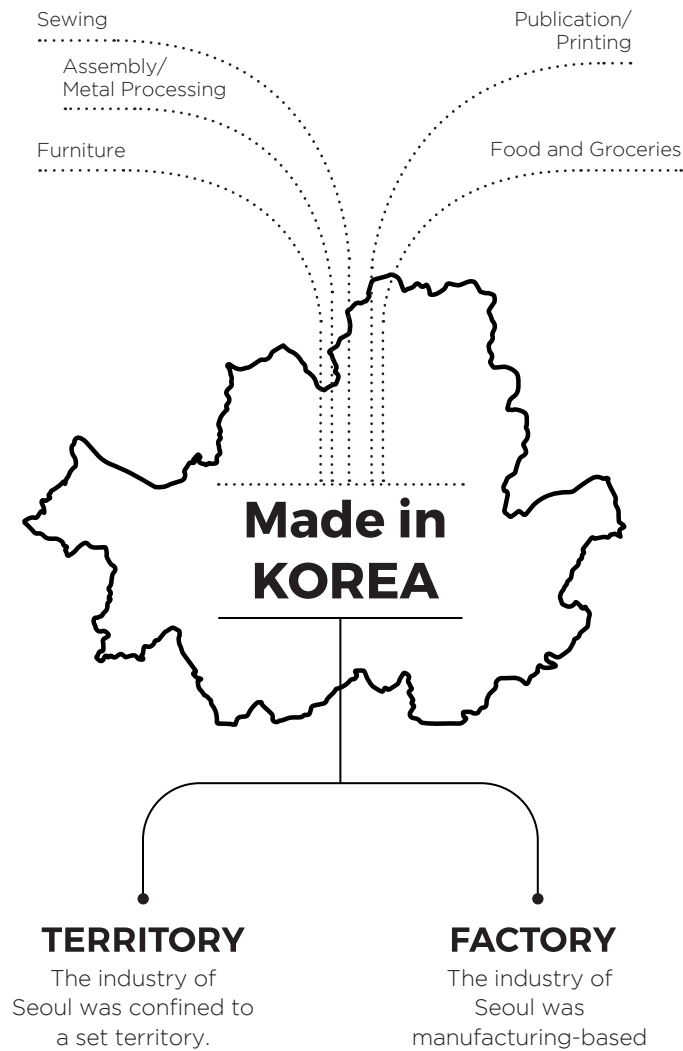 Sewing
Publication/
Printing
Assembly/
Metal Processing
Furniture
Food and Groceries
Made in
KOREA
TERRITORY
The industry of
Seoul was confined to
a set territory.
FACTORY
The industry of
Seoul was
manufacturing-based